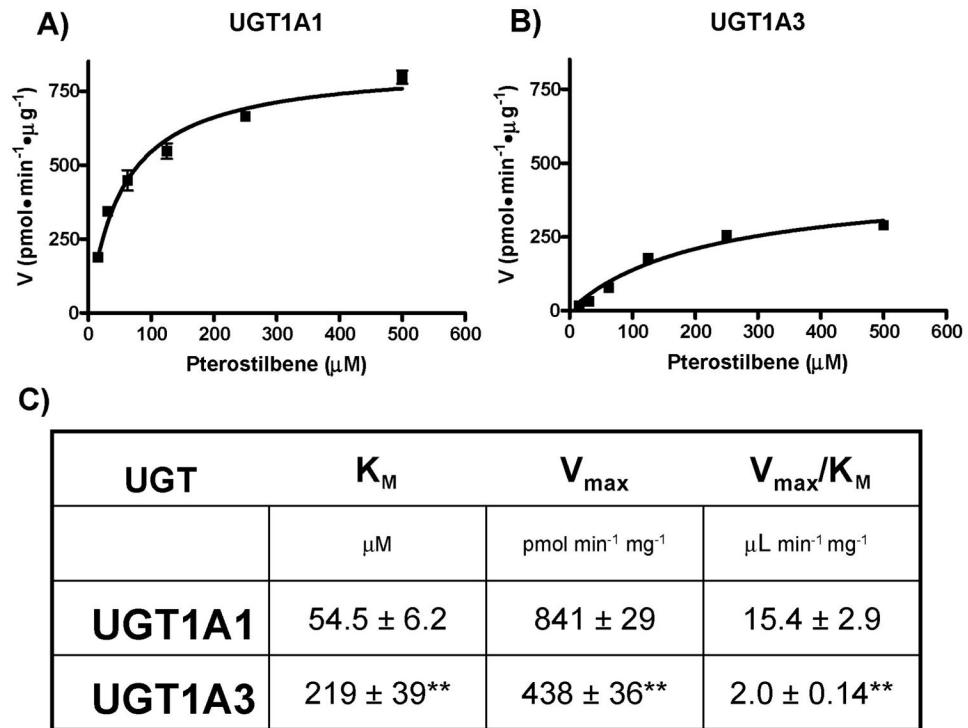 A) UGT1A1
V (pmol•min⁻¹•μg⁻¹)
750
500
250
0
0 100 200 300 400 500 600
Pterostilbene (μM)
B) UGT1A3
V (pmol•min⁻¹•μg⁻¹)
750
500
250
0
0 100 200 300 400 500 600
Pterostilbene (μM)
C)
UGT K_M V_max V_max/K_M
μM pmol min⁻¹ mg⁻¹ μL min⁻¹ mg⁻¹
UGT1A1 54.5 ± 6.2 841 ± 29 15.4 ± 2.9
UGT1A3 219 ± 39** 438 ± 36** 2.0 ± 0.14**